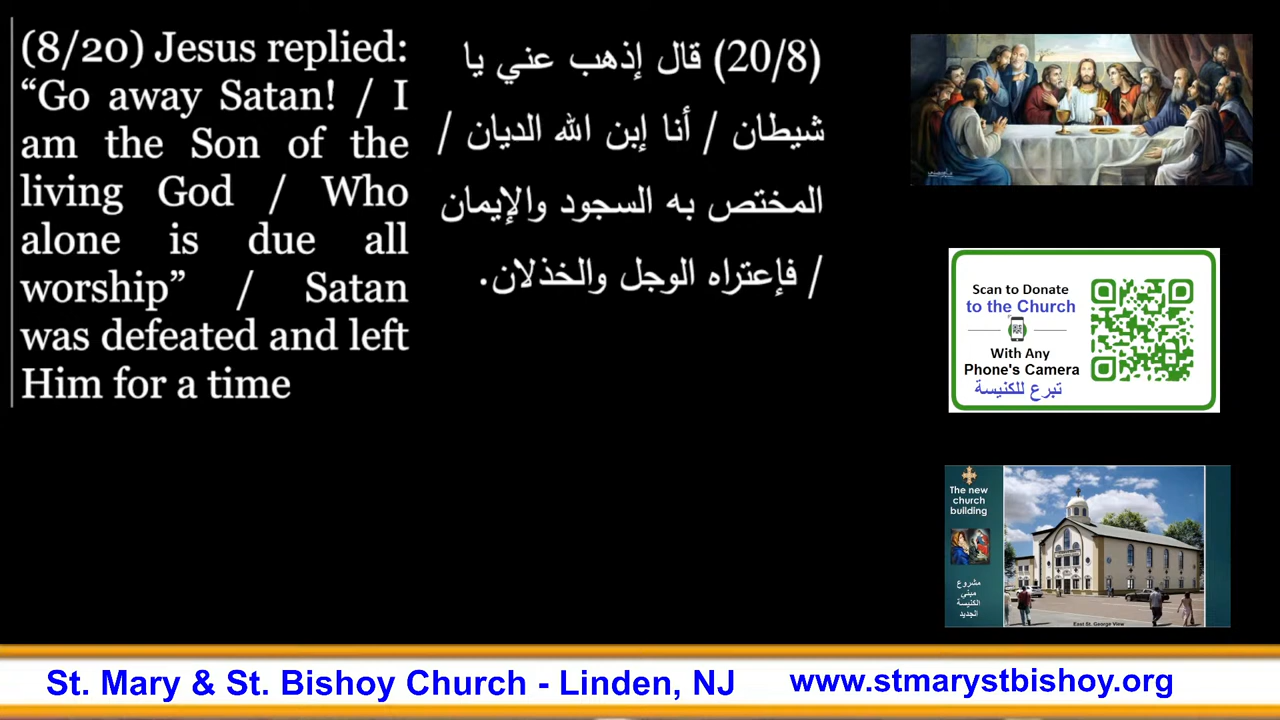 (8/20) Jesus replied:
“Go away Satan! / I
am the Son of the
living God / Who
alone is due all
worship” / Satan
was defeated and left
Him for a time
(20/8) قال إذهب عني يا
شيطان / أنا إبن الله الديان /
المختص به السجود والإيمان
/ فإعتراه الوجل والخذلان.
Scan to Donate
to the Church
With Any
Phone's Camera
تبرع للكنيسة
The new
church
building
مشروع
مبنى
الكنيسة
الجديد
East St. George View
St. Mary & St. Bishoy Church - Linden, NJ
www.stmarystbishoy.org